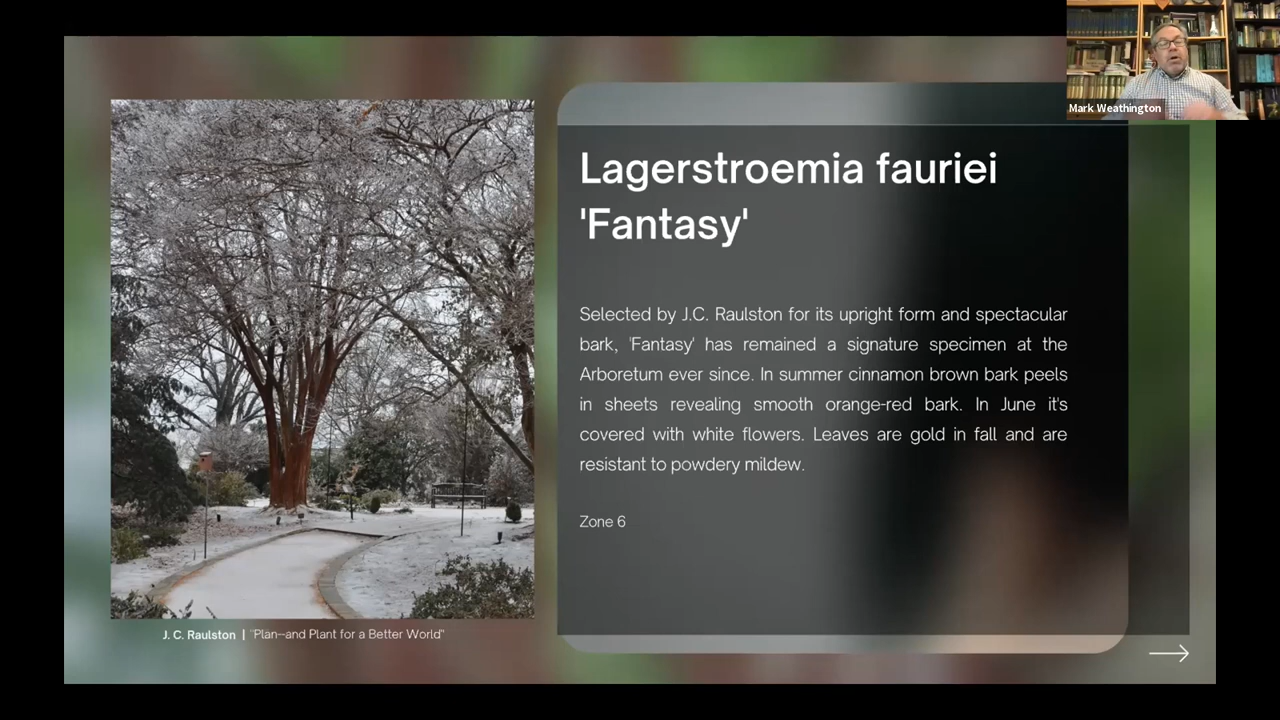 Mark Weathington
Lagerstroemia fauriei
'Fantasy'
Selected by J.C. Raulston for its upright form and spectacular
bark, 'Fantasy' has remained a signature specimen at the
Arboretum ever since. In summer cinnamon brown bark peels
in sheets revealing smooth orange-red bark. In June it's
covered with white flowers. Leaves are gold in fall and are
resistant to powdery mildew.
Zone 6
J. C. Raulston | "Plan--and Plant for a Better World"